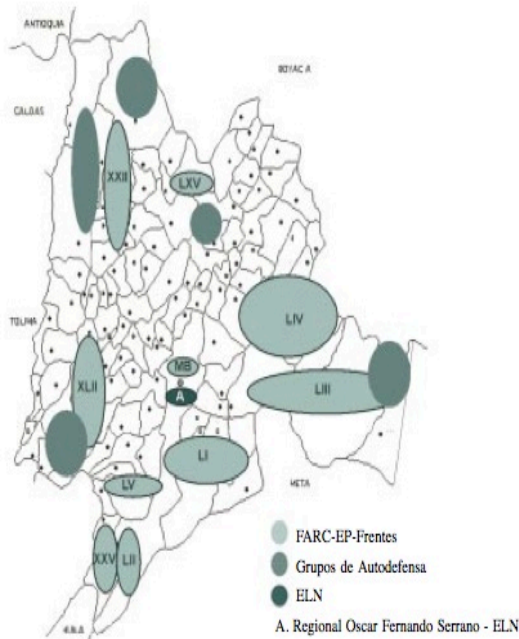 ANTIOQUIA
BOYACA
CALDAS
XXII
LXV
LIV
TOLIMA
MB
XLII
A
LIII
LI
LV
META
XXV LII
FARC-EP-Frentes
Grupos de Autodefensa
ELN
A. Regional Oscar Fernando Serrano - ELN